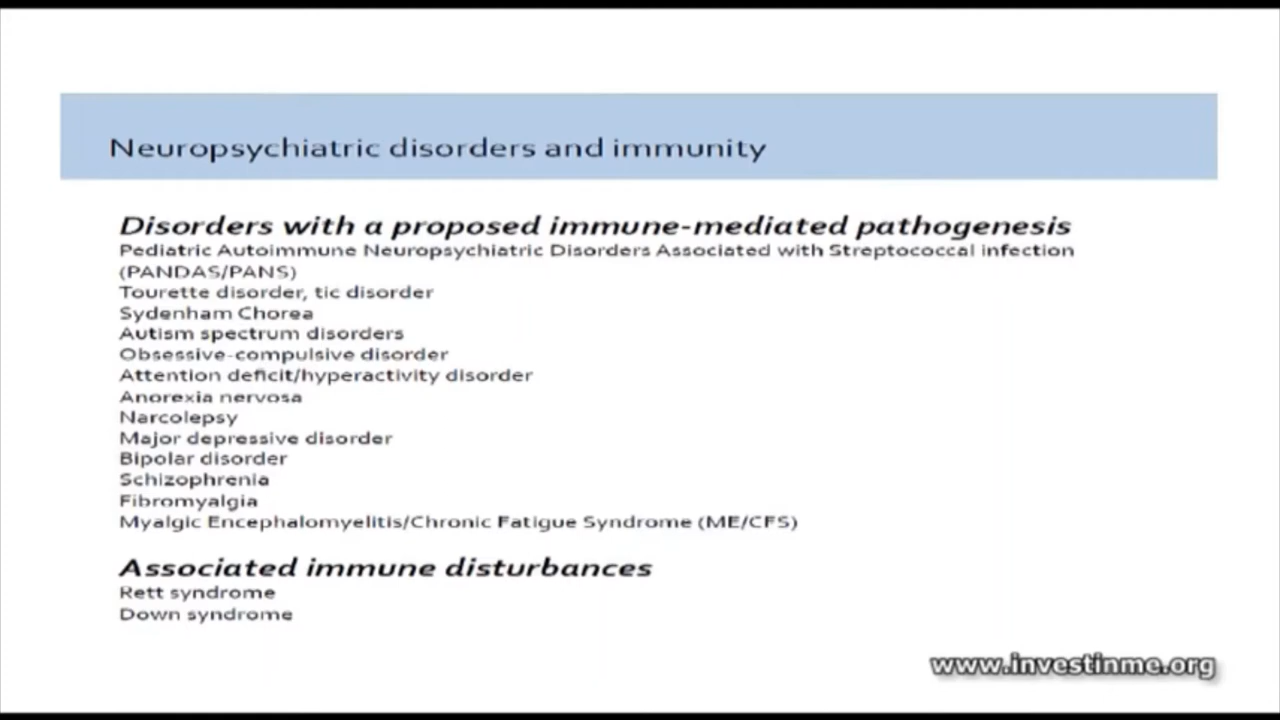 Neuropsychiatric disorders and immunity
Disorders with a proposed immune-mediated pathogenesis
Pediatric Autoimmune Neuropsychiatric Disorders Associated with Streptococcal infection
(PANDAS/PANS)
Tourette disorder, tic disorder
Sydenham Chorea
Autism spectrum disorders
Obsessive-compulsive disorder
Attention deficit/hyperactivity disorder
Anorexia nervosa
Narcolepsy
Major depressive disorder
Bipolar disorder
Schizophrenia
Fibromyalgia
Myalgic Encephalomyelitis/Chronic Fatigue Syndrome (ME/CFS)
Associated immune disturbances
Rett syndrome
Down syndrome
www.investinme.org